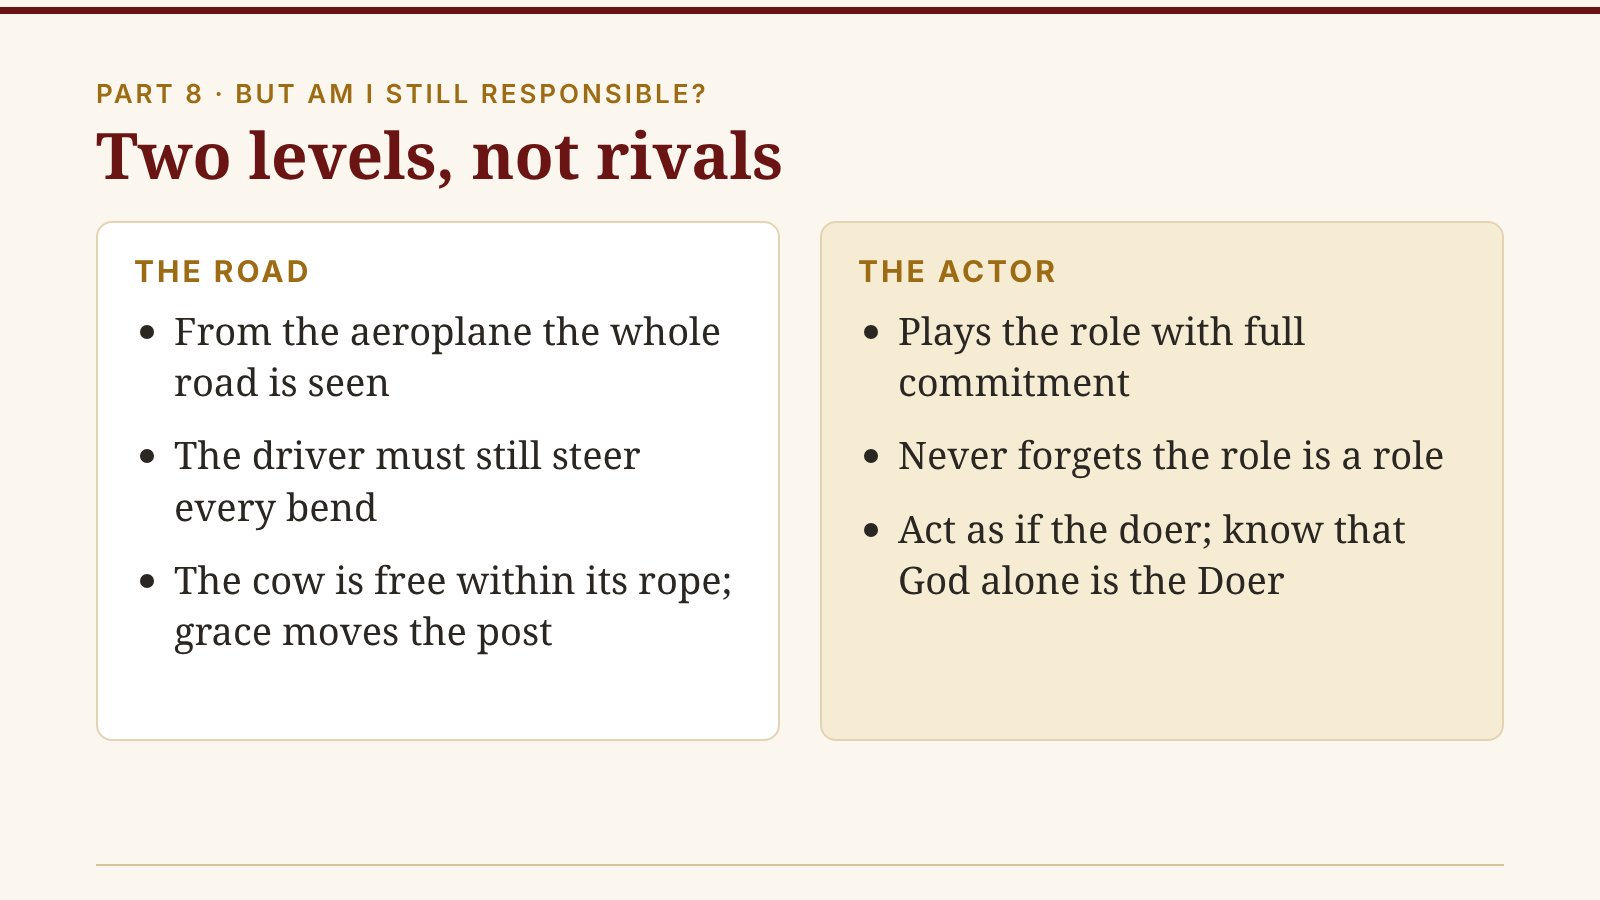 PART 8 · BUT AM I STILL RESPONSIBLE?
Two levels, not rivals
THE ROAD
• From the aeroplane the whole
road is seen
• The driver must still steer
every bend
• The cow is free within its rope;
grace moves the post
THE ACTOR
• Plays the role with full
commitment
• Never forgets the role is a role
• Act as if the doer; know that
God alone is the Doer